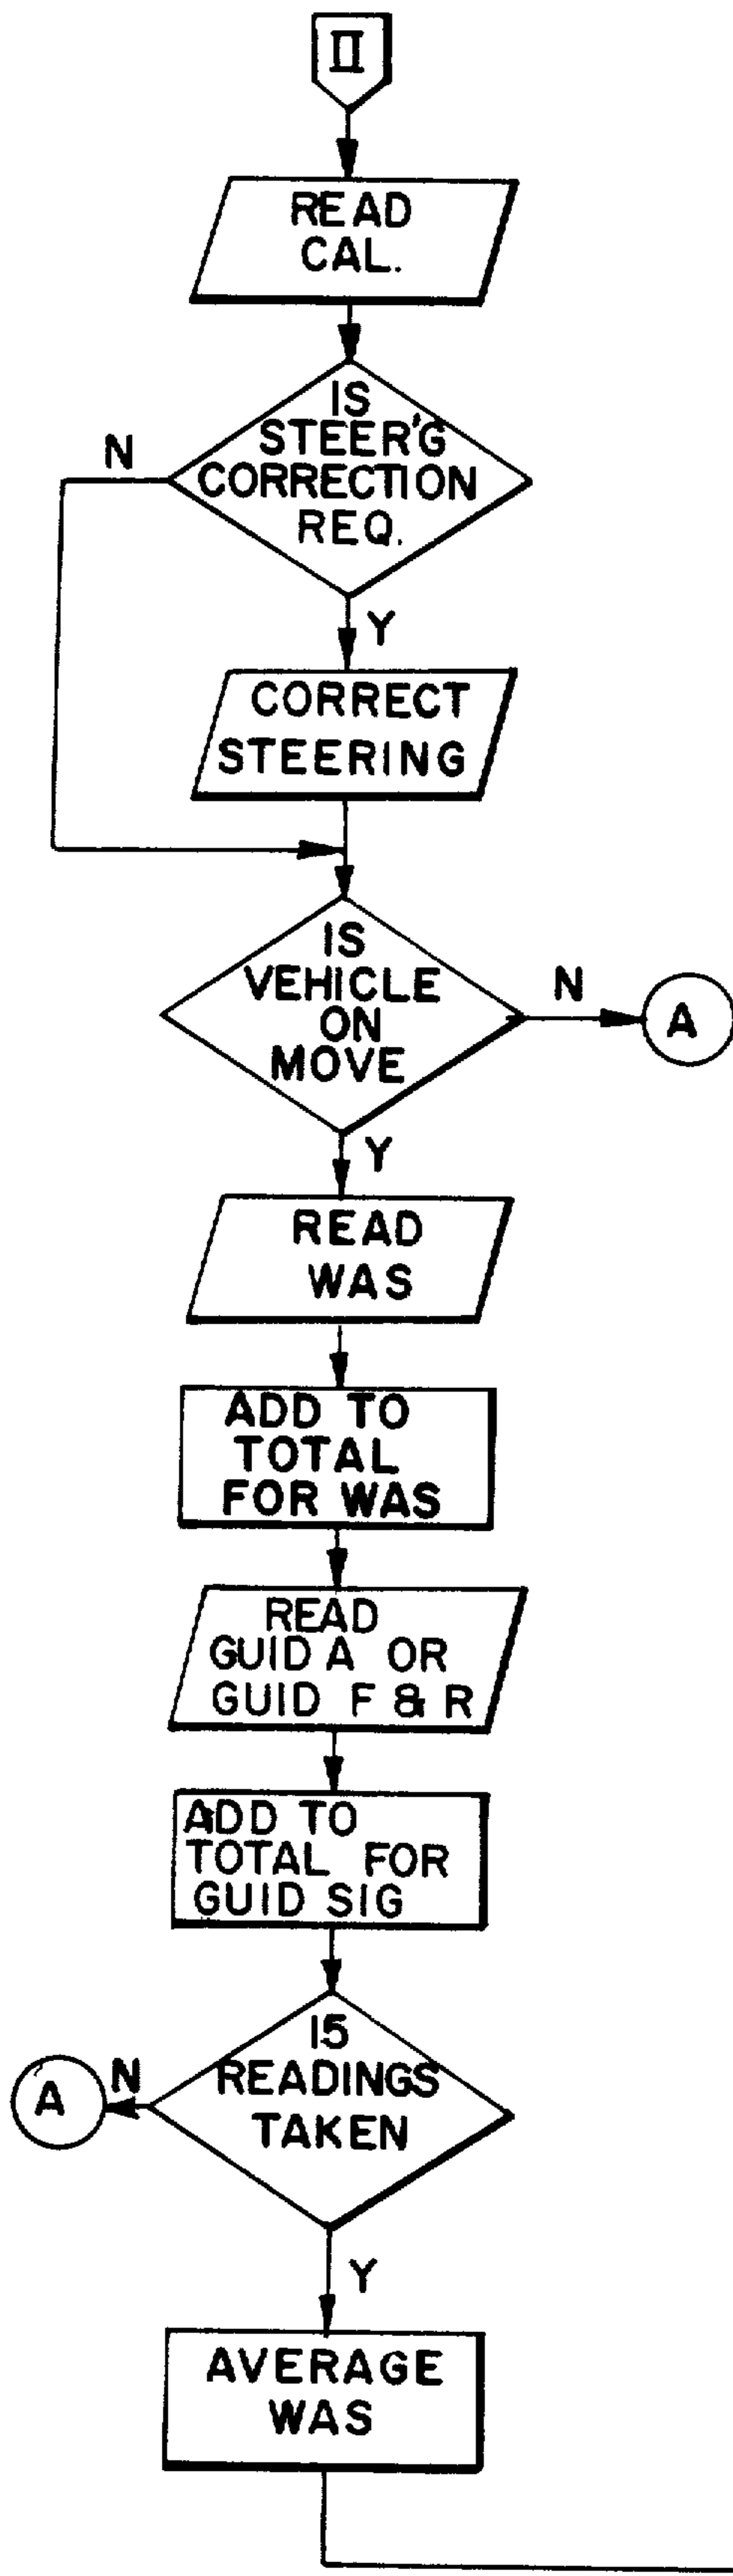 II
READ
CAL.
IS
STEER'G
CORRECTION
REQ.
N
Y
CORRECT
STEERING
IS
VEHICLE
ON
MOVE
N
A
Y
READ
WAS
ADD TO
TOTAL
FOR WAS
READ
GUID A OR
GUID F & R
ADD TO
TOTAL FOR
GUID SIG
15
READINGS
TAKEN
N
A
Y
AVERAGE
WAS